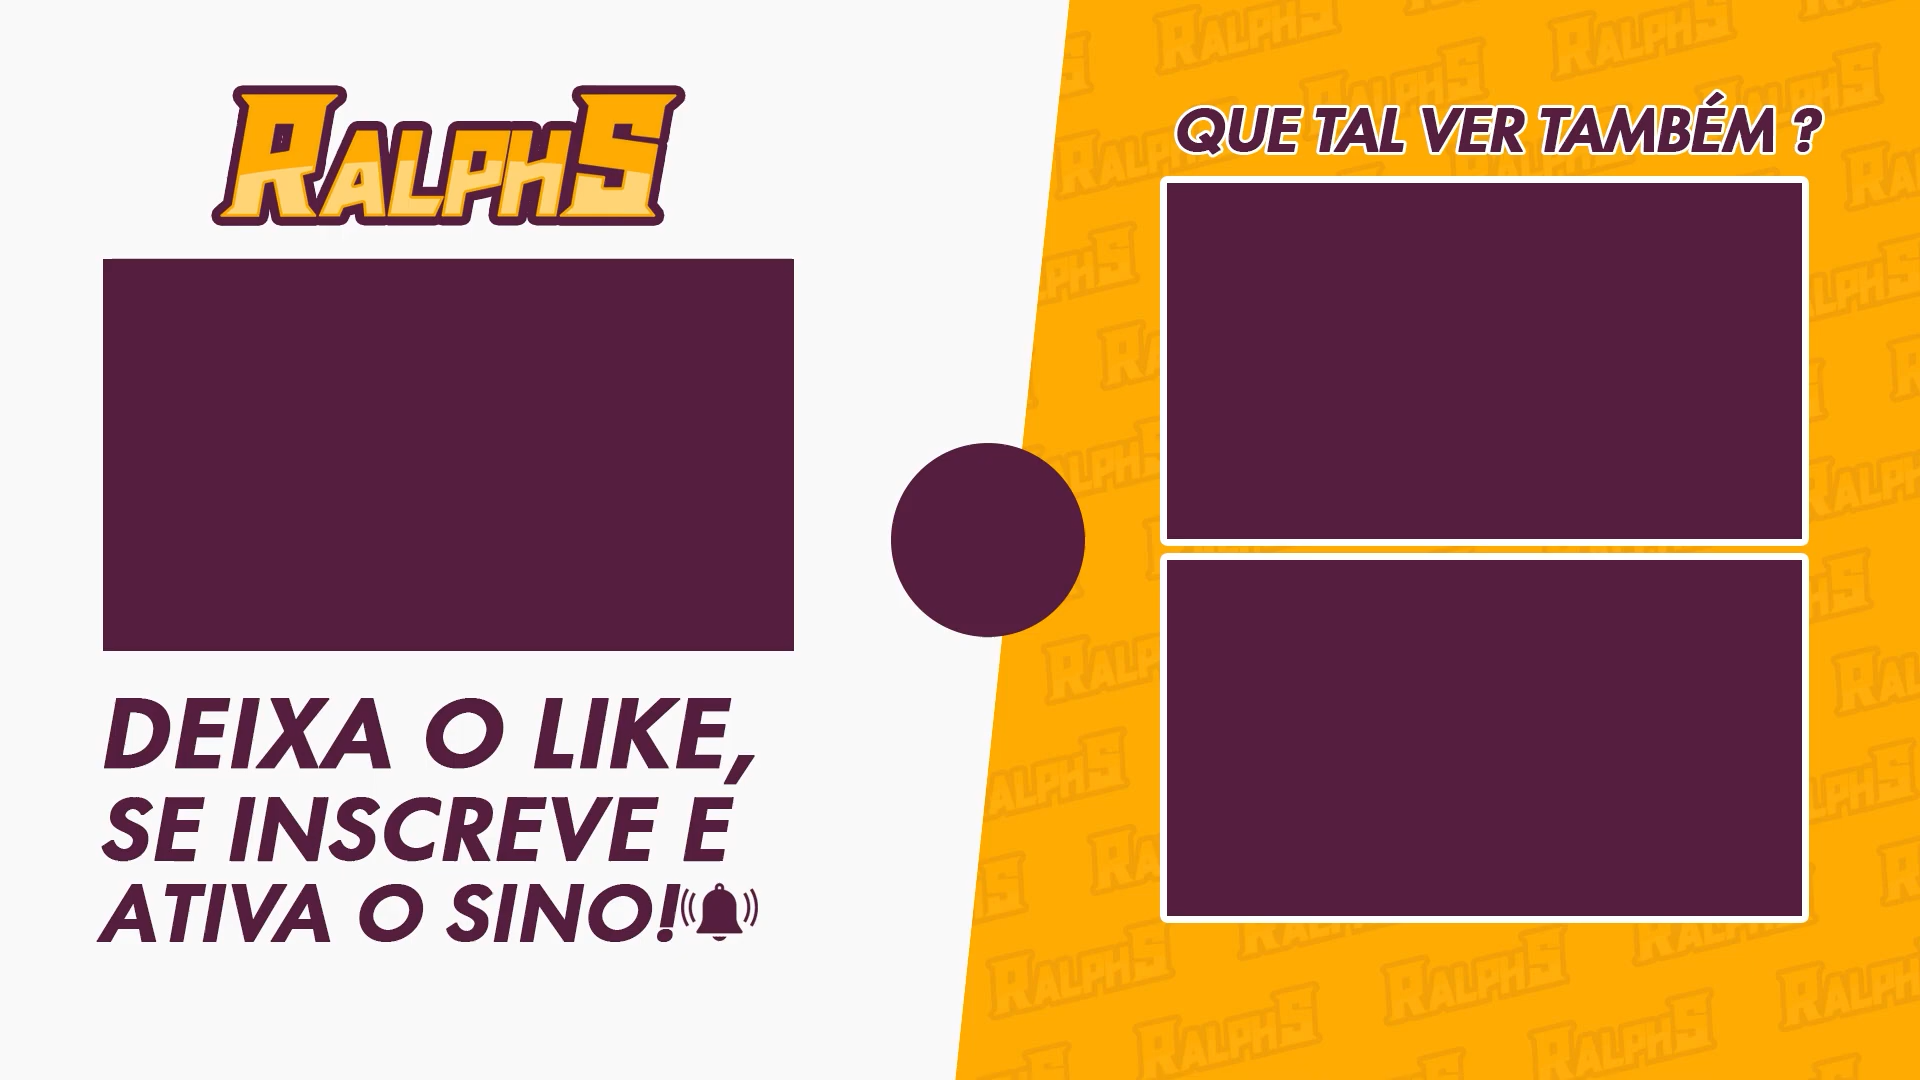 RALPHS
DEIXA O LIKE,
SE INSCREVE E
ATIVA O SINO!
QUE TAL VER TAMBÉM ?